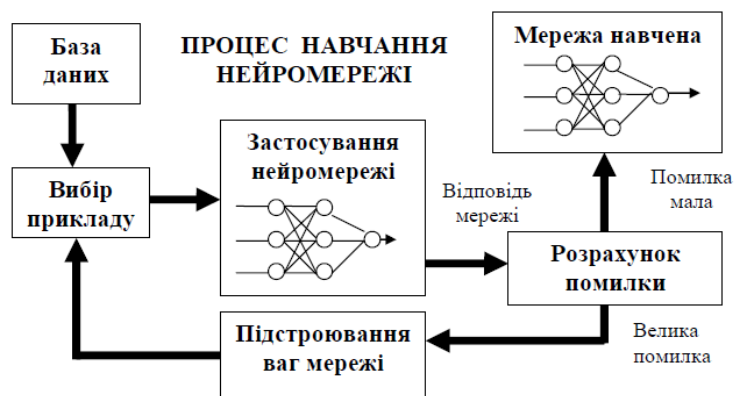 База
даних
ПРОЦЕС НАВЧАННЯ
НЕЙРОМЕРЕЖІ
Мережа навчена
Застосування
нейромережі
Вибір
прикладу
Відповідь
мережі
Помилка
мала
Розрахунок
помилки
Підстроювання
ваг мережі
Велика
помилка